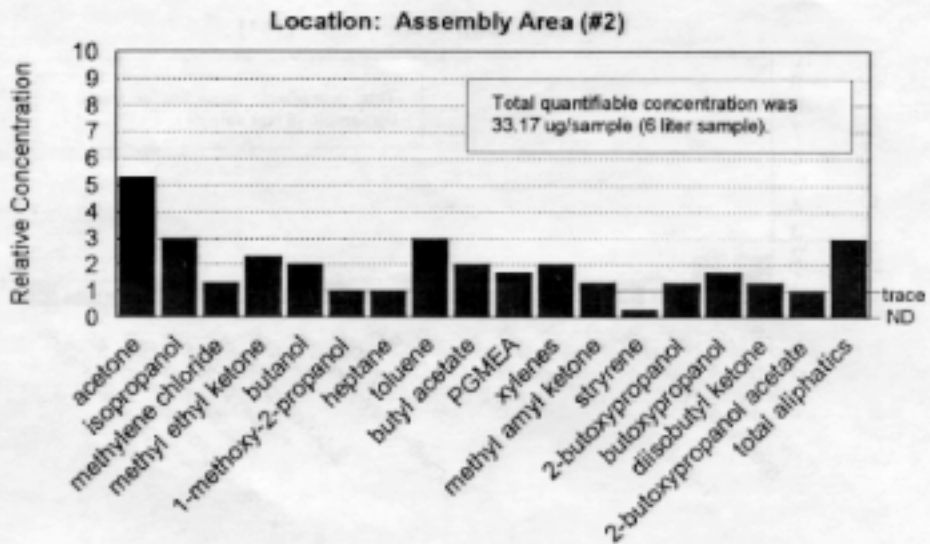 Location: Assembly Area (#2)
Relative Concentration
10
9
8
7
6
5
4
3
2
1
0
Total quantifiable concentration was
33.17 ug/sample (6 liter sample).
trace
ND
acetone
isopropanol
methylene chloride
methyl ethyl ketone
butanol
1-methoxy-2-propanol
heptane
toluene
butyl acetate
PGMEA
xylenes
methyl amyl ketone
stryrene
2-butoxypropanol
butoxypropanol
diisobutyl ketone
2-butoxypropanol acetate
total aliphatics